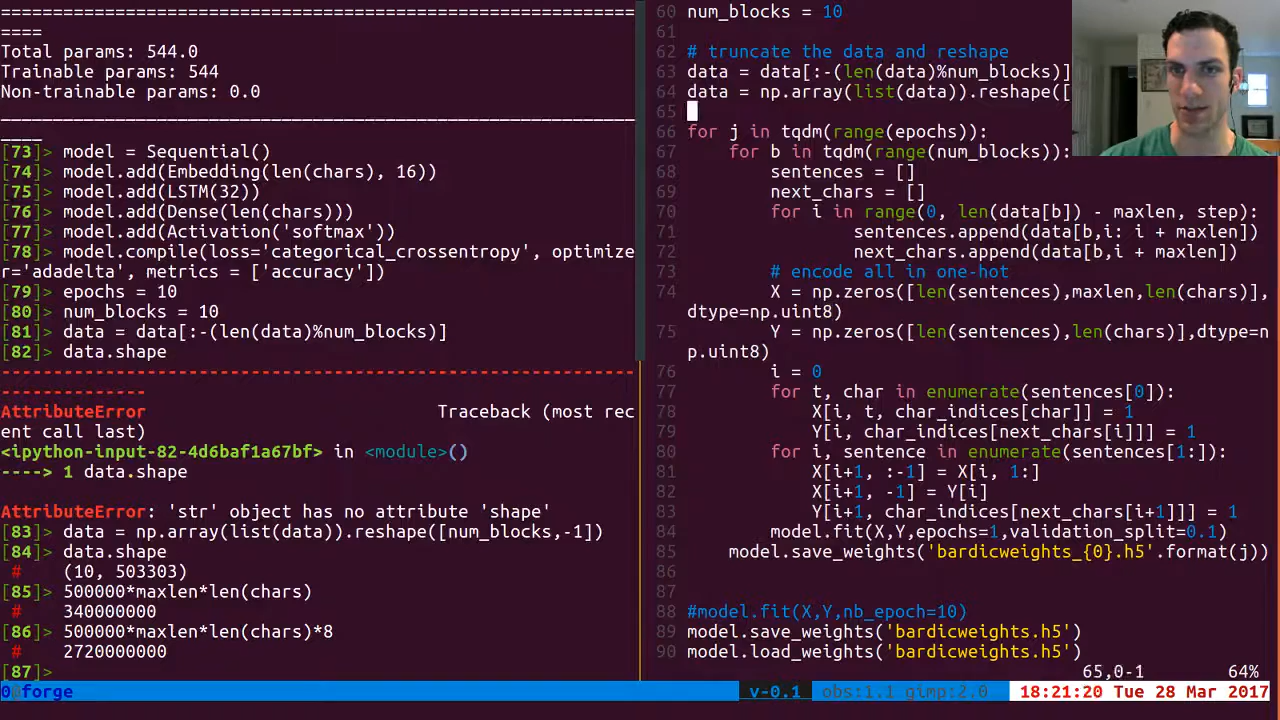 ====
Total params: 544.0
Trainable params: 544
Non-trainable params: 0.0
____
[73]> model = Sequential()
[74]> model.add(Embedding(len(chars), 16))
[75]> model.add(LSTM(32))
[76]> model.add(Dense(len(chars)))
[77]> model.add(Activation('softmax'))
[78]> model.compile(loss='categorical_crossentropy', optimize
r='adadelta', metrics = ['accuracy'])
[79]> epochs = 10
[80]> num_blocks = 10
[81]> data = data[:-(len(data)%num_blocks)]
[82]> data.shape
AttributeError Traceback (most rec
ent call last)
<ipython-input-82-4d6baf1a67bf> in <module>()
----> 1 data.shape
AttributeError: 'str' object has no attribute 'shape'
[83]> data = np.array(list(data)).reshape([num_blocks,-1])
[84]> data.shape
# (10, 503303)
[85]> 500000*maxlen*len(chars)
# 340000000
[86]> 500000*maxlen*len(chars)*8
# 2720000000
[87]>
60 num_blocks = 10
61
62 # truncate the data and reshape
63 data = data[:-(len(data)%num_blocks)]
64 data = np.array(list(data)).reshape([
65
66 for j in tqdm(range(epochs)):
67     for b in tqdm(range(num_blocks)):
68         sentences = []
69         next_chars = []
70         for i in range(0, len(data[b]) - maxlen, step):
71                 sentences.append(data[b,i: i + maxlen])
72                 next_chars.append(data[b,i + maxlen])
73         # encode all in one-hot
74         X = np.zeros([len(sentences),maxlen,len(chars)],
dtype=np.uint8)
75         Y = np.zeros([len(sentences),len(chars)],dtype=n
p.uint8)
76         i = 0
77         for t, char in enumerate(sentences[0]):
78             X[i, t, char_indices[char]] = 1
79             Y[i, char_indices[next_chars[i]]] = 1
80         for i, sentence in enumerate(sentences[1:]):
81             X[i+1, :-1] = X[i, 1:]
82             X[i+1, -1] = Y[i]
83             Y[i+1, char_indices[next_chars[i+1]]] = 1
84         model.fit(X,Y,epochs=1,validation_split=0.1)
85     model.save_weights('bardicweights_{0}.h5'.format(j))
86
87
88 #model.fit(X,Y,nb_epoch=10)
89 model.save_weights('bardicweights.h5')
90 model.load_weights('bardicweights.h5')
65,0-1 64%
0 forge v-0.1 obs:1.1 gimp:2.0 18:21:20 Tue 28 Mar 2017